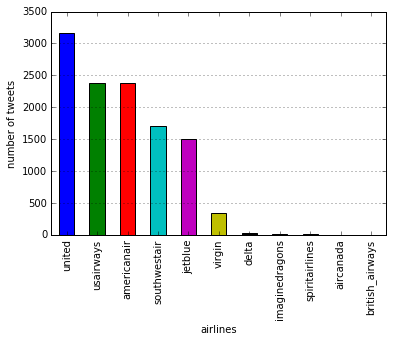 3500
3000
2500
2000
1500
1000
500
0
number of tweets
united
usairways
americanair
southwestair
jetblue
virgin
delta
imaginedragons
spiritairlines
aircanada
british_airways
airlines